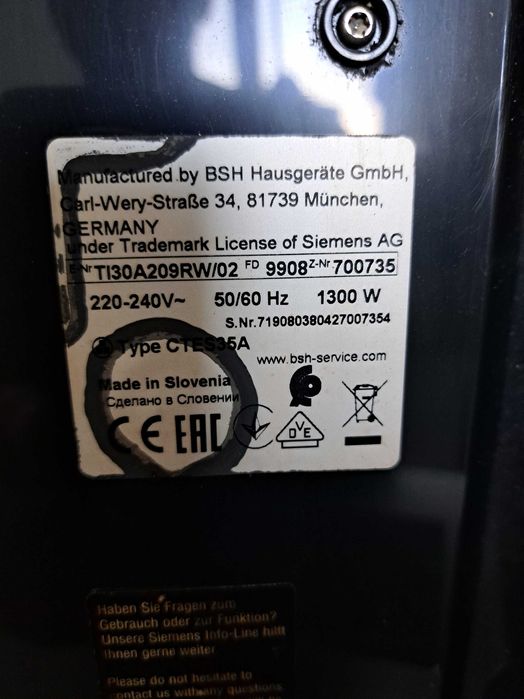 Manufactured by BSH Hausgeräte GmbH,
Carl-Wery-Straße 34, 81739 München,
GERMANY
under Trademark License of Siemens AG
E-Nr TI30A209RW/02 FD 9908 Z-Nr. 700735
220-240V~ 50/60 Hz 1300 W
S.Nr.719080380427007354
Type CTES35A
www.bsh-service.com
Made in Slovenia
Сделано в Словении
CE EAC
DVE
Haben Sie Fragen zum
Gebrauch oder zur Funktion?
Unsere Siemens Info-Line hilft
Ihnen gerne weiter
Please do not hesitate to
contact us with any questions